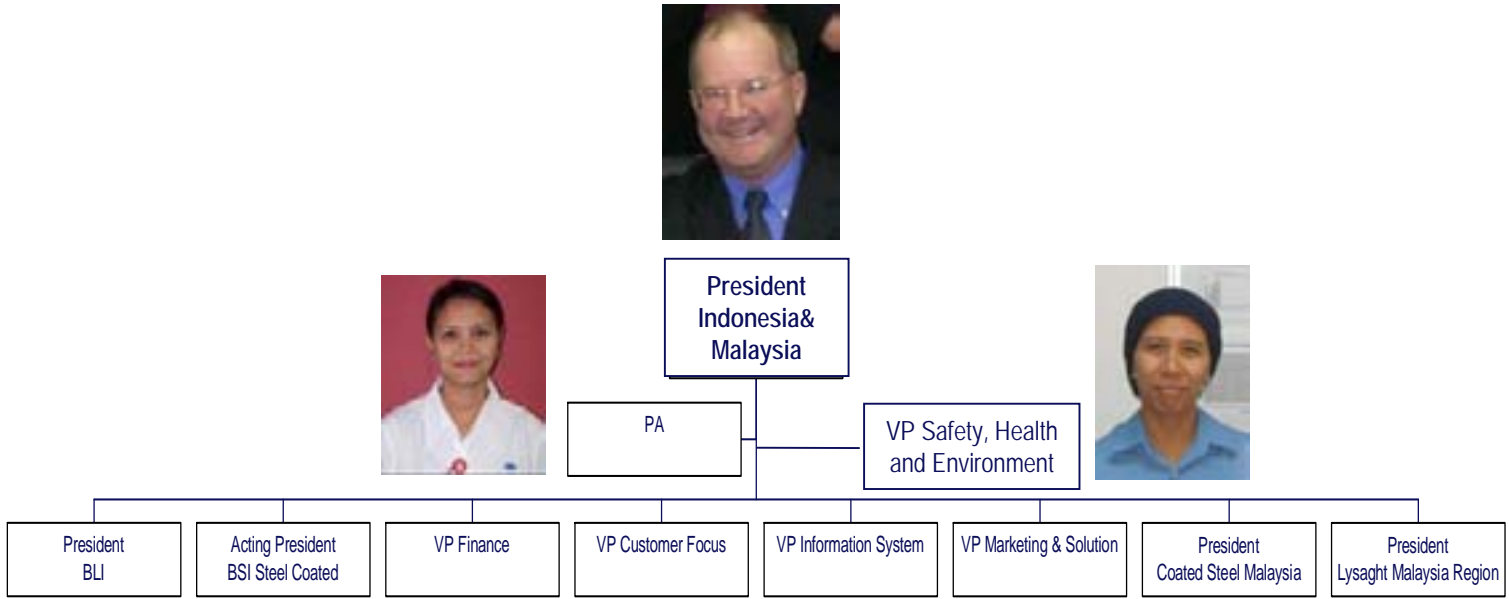 President
Indonesia&
Malaysia
PA
VP Safety, Health
and Environment
President
BLI
Acting President
BSI Steel Coated
VP Finance
VP Customer Focus
VP Information System
VP Marketing & Solution
President
Coated Steel Malaysia
President
Lysaght Malaysia Region